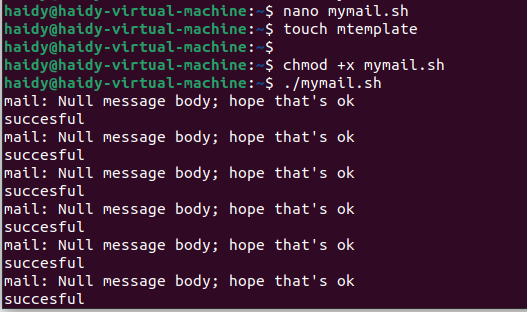 haidy@haidy-virtual-machine:~$ nano mymail.sh
haidy@haidy-virtual-machine:~$ touch mtemplate
haidy@haidy-virtual-machine:~$
haidy@haidy-virtual-machine:~$ chmod +x mymail.sh
haidy@haidy-virtual-machine:~$ ./mymail.sh
mail: Null message body; hope that's ok
succesful
mail: Null message body; hope that's ok
succesful
mail: Null message body; hope that's ok
succesful
mail: Null message body; hope that's ok
succesful
mail: Null message body; hope that's ok
succesful
mail: Null message body; hope that's ok
succesful